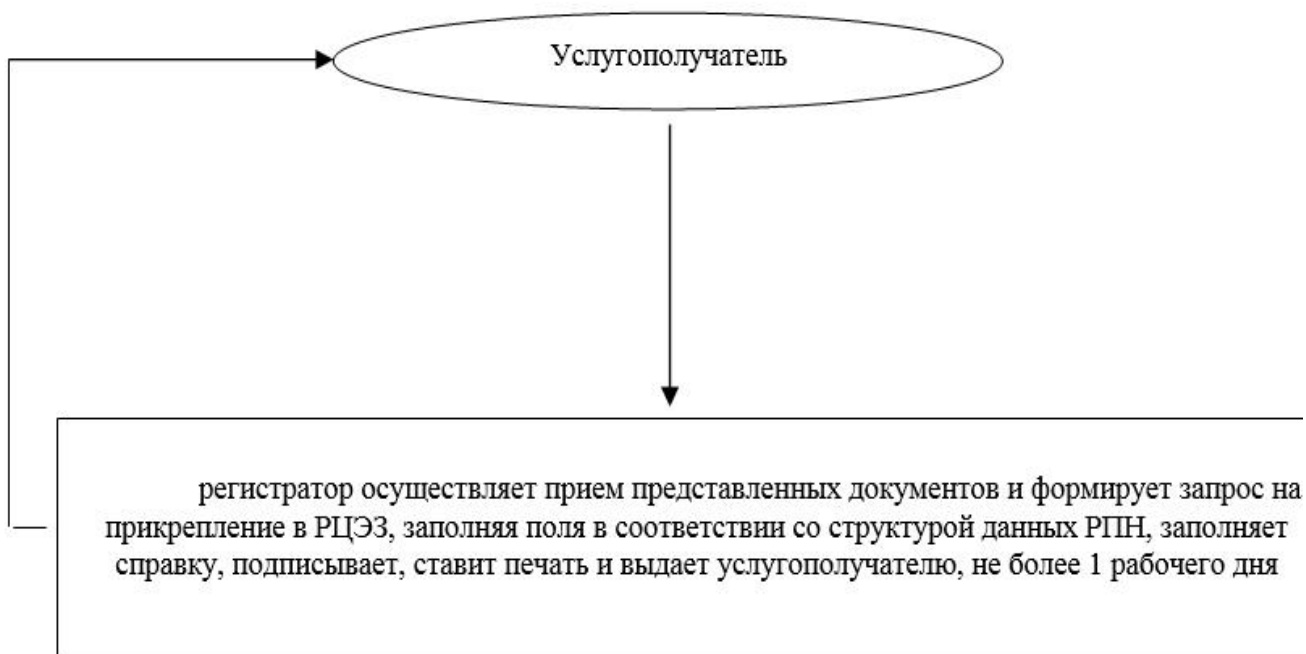 Услугополучатель
регистратор осуществляет прием представленных документов и формирует запрос на
прикрепление в РЦЭЗ, заполняя поля в соответствии со структурой данных РПН, заполняет
справку, подписывает, ставит печать и выдает услугополучателю, не более 1 рабочего дня